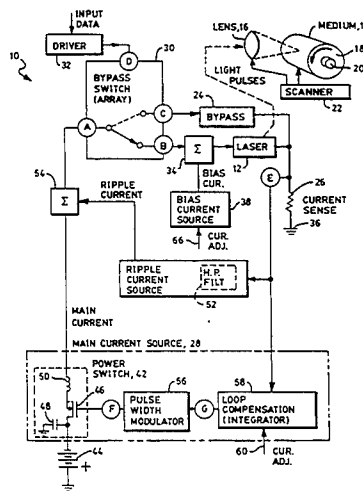 INPUT
DATA
10
DRIVER
32
D
30
BYPASS
SWITCH
(ARRAY)
A
C
B
LENS, 16
MEDIUM, 1
18
20
SCANNER
22
LIGHT
PULSES
24
BYPASS
Σ
34
LASER
12
BIAS
CUR.
BIAS
CURRENT
SOURCE
38
66
CUR.
ADJ.
E
26
CURRENT
SENSE
36
54
Σ
RIPPLE
CURRENT
RIPPLE
CURRENT
SOURCE
H.P.
FILT
52
MAIN
CURRENT
MAIN CURRENT SOURCE, 28
POWER
SWITCH, 42
50
46
48
F
56
PULSE
WIDTH
MODULATOR
G
58
LOOP
COMPENSATION
(INTEGRATOR)
60
CUR.
ADJ.
44
+